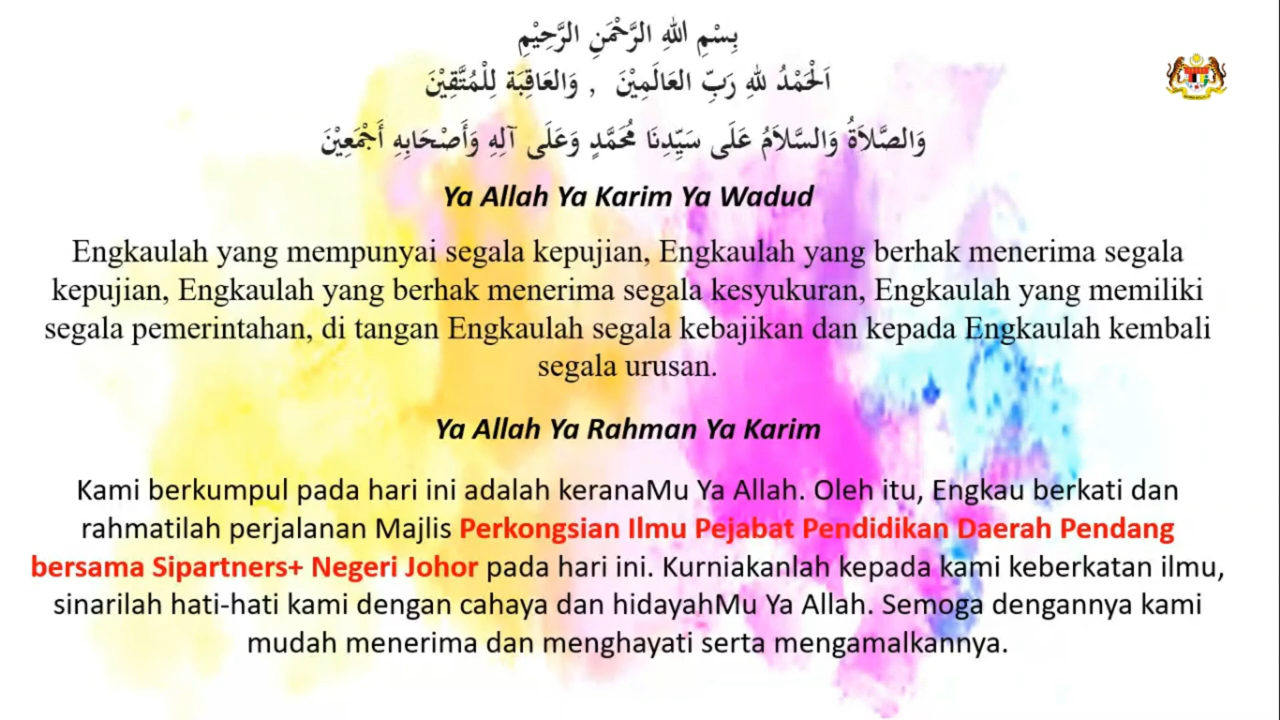 بِسْمِ اللهِ الرَّحْمَنِ الرَّحِيْمِ
اَلْحَمْدُ للهِ رَبِّ العَالَمِيْنَ , وَالعَاقِبَة لِلْمُتَّقِيْنَ
وَالصَّلاَةُ وَالسَّلاَمُ عَلَى سَيِّدِنَا مُحَمَّدٍ وَعَلَى آلِهِ وَأَصْحَابِهِ أَجْمَعِيْنَ
Ya Allah Ya Karim Ya Wadud
Engkaulah yang mempunyai segala kepujian, Engkaulah yang berhak menerima segala
kepujian, Engkaulah yang berhak menerima segala kesyukuran, Engkaulah yang memiliki
segala pemerintahan, di tangan Engkaulah segala kebajikan dan kepada Engkaulah kembali
segala urusan.
Ya Allah Ya Rahman Ya Karim
Kami berkumpul pada hari ini adalah keranaMu Ya Allah. Oleh itu, Engkau berkati dan
rahmatilah perjalanan Majlis Perkongsian Ilmu Pejabat Pendidikan Daerah Pendang
bersama Sipartners+ Negeri Johor pada hari ini. Kurniakanlah kepada kami keberkatan ilmu,
sinarilah hati-hati kami dengan cahaya dan hidayahMu Ya Allah. Semoga dengannya kami
mudah menerima dan menghayati serta mengamalkannya.